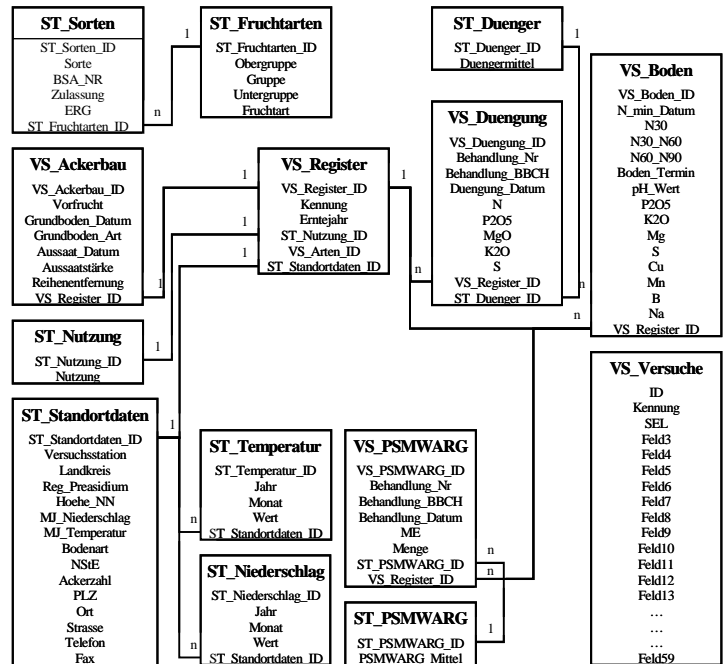 ST_Sorten
ST_Sorten_ID
Sorte
BSA_NR
Zulassung
ERG
ST_Fruchtarten_ID
1
n
ST_Fruchtarten
ST_Fruchtarten_ID
Obergruppe
Gruppe
Untergruppe
Fruchtart
ST_Duenger
ST_Duenger_ID
Duengermittel
1
VS_Boden
VS_Boden_ID
N_min_Datum
N30
N30_N60
N60_N90
Boden_Termin
pH_Wert
P2O5
K2O
Mg
S
Cu
Mn
B
Na
VS_Register_ID
n
n
VS_Ackerbau
VS_Ackerbau_ID
Vorfrucht
Grundboden_Datum
Grundboden_Art
Aussaat_Datum
Aussaatstärke
Reihenentfernung
VS_Register_ID
1
VS_Register
VS_Register_ID
Kennung
Erntejahr
ST_Nutzung_ID
VS_Arten_ID
ST_Standortdaten_ID
1
1
1
1
VS_Duengung
VS_Duengung_ID
Behandlung_Nr
Behandlung_BBCH
Duengung_Datum
N
P2O5
MgO
K2O
S
VS_Register_ID
ST_Duenger_ID
n
ST_Nutzung
ST_Nutzung_ID
Nutzung
1
ST_Standortdaten
ST_Standortdaten_ID
Versuchsstation
Landkreis
Reg_Preasidium
Hoehe_NN
MJ_Niederschlag
MJ_Temperatur
Bodenart
NStE
Ackerzahl
PLZ
Ort
Strasse
Telefon
Fax
1
ST_Temperatur
ST_Temperatur_ID
Jahr
Monat
Wert
ST_Standortdaten_ID
n
ST_Niederschlag
ST_Niederschlag_ID
Jahr
Monat
Wert
ST_Standortdaten_ID
n
VS_PSMWARG
VS_PSMWARG_ID
Behandlung_Nr
Behandlung_BBCH
Behandlung_Datum
ME
Menge
ST_PSMWARG_ID
VS_Register_ID
n
n
ST_PSMWARG
ST_PSMWARG_ID
PSMWARG_Mittel
1
VS_Versuche
ID
Kennung
SEL
Feld3
Feld4
Feld5
Feld6
Feld7
Feld8
Feld9
Feld10
Feld11
Feld12
Feld13
…
…
…
Feld59